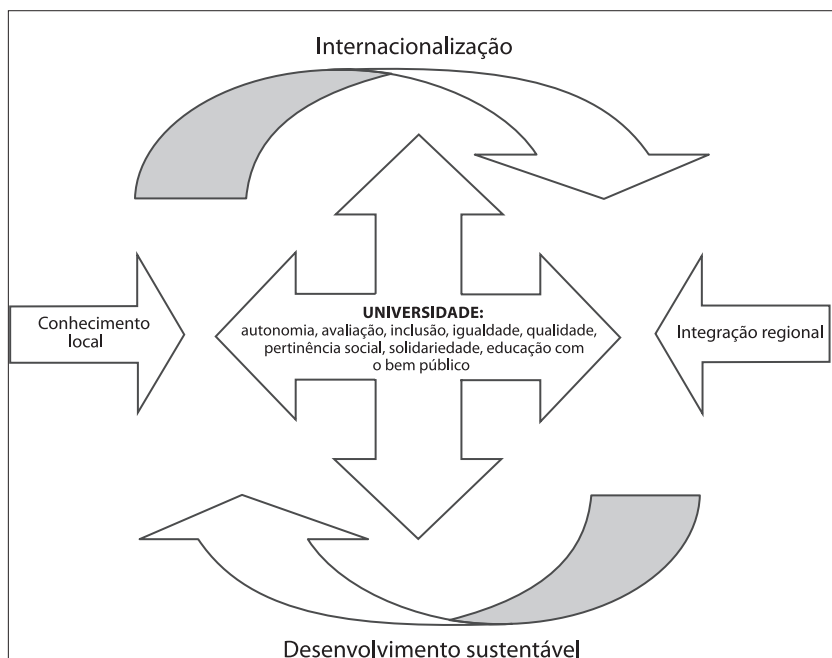 Internacionalização
Conhecimento
local
UNIVERSIDADE:
autonomia, avaliação, inclusão, igualdade, qualidade,
pertinência social, solidariedade, educação com
o bem público
Integração regional
Desenvolvimento sustentável